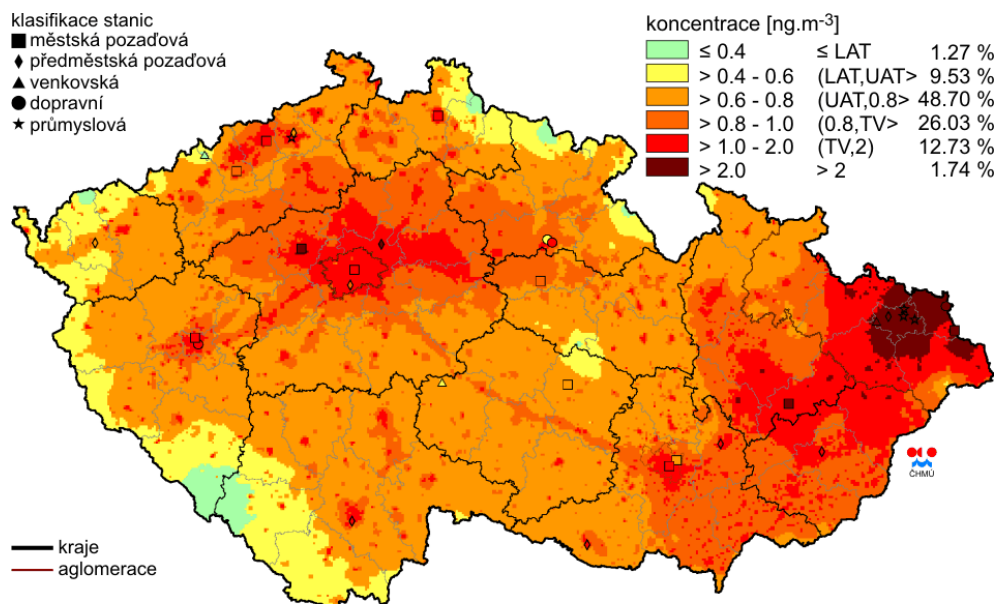 klasifikace stanic
městská pozaďová
předměstská pozaďová
venkovská
dopravní
průmyslová
koncentrace [ng.m⁻³]
≤ 0.4 ≤ LAT 1.27 %
> 0.4 - 0.6 (LAT,UAT> 9.53 %
> 0.6 - 0.8 (UAT,0.8> 48.70 %
> 0.8 - 1.0 (0.8,TV> 26.03 %
> 1.0 - 2.0 (TV,2) 12.73 %
> 2.0 > 2 1.74 %
ČHMÚ
kraje
aglomerace